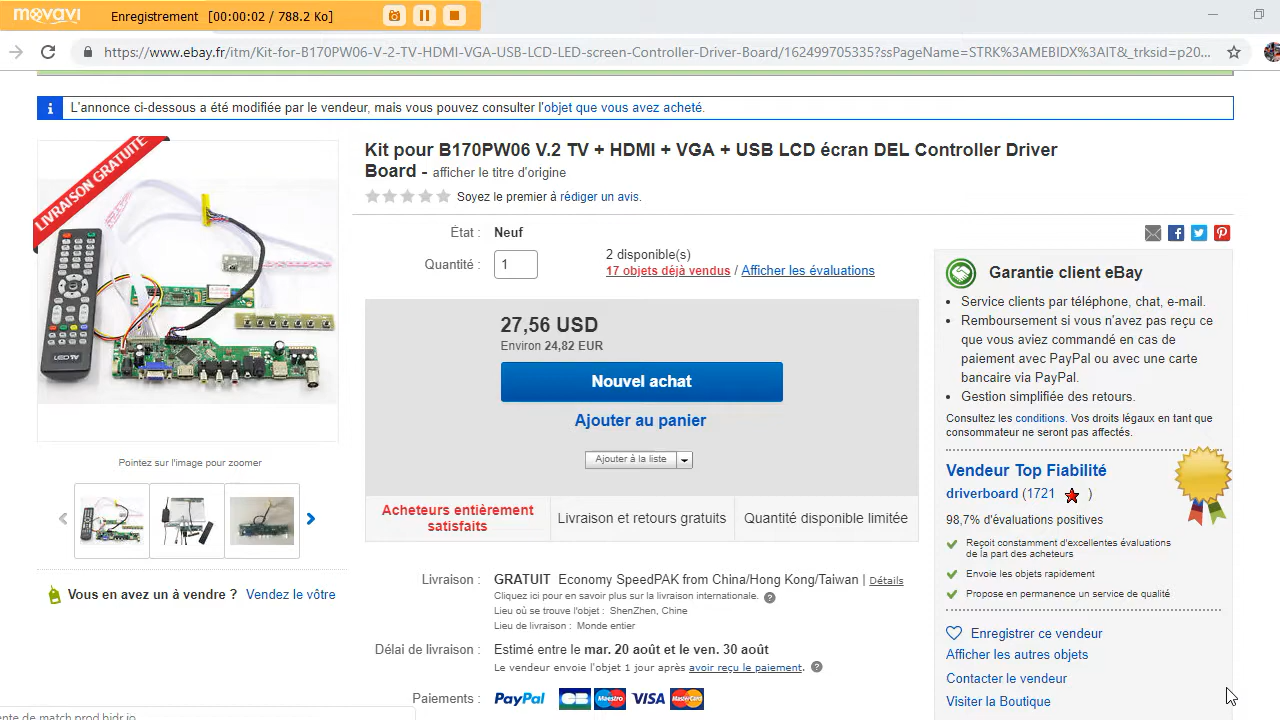 movavi
Enregistrement [00:00:02 / 788.2 Ko]
https://www.ebay.fr/itm/Kit-for-B170PW06-V-2-TV-HDMI-VGA-USB-LCD-LED-screen-Controller-Driver-Board/162499705335?ssPageName=STRK%3AMEBIDX%3AIT&_trksid=p20...
L'annonce ci-dessous a été modifiée par le vendeur, mais vous pouvez consulter l'objet que vous avez acheté.
LIVRAISON GRATUITE
LED TV
Pointez sur l'image pour zoomer
Vous en avez un à vendre ? Vendez le vôtre
Kit pour B170PW06 V.2 TV + HDMI + VGA + USB LCD écran DEL Controller Driver
Board - afficher le titre d'origine
Soyez le premier à rédiger un avis.
État : Neuf
Quantité : 1
2 disponible(s)
17 objets déjà vendus / Afficher les évaluations
27,56 USD
Environ 24,82 EUR
Nouvel achat
Ajouter au panier
Ajouter à la liste
Acheteurs entièrement
satisfaits
Livraison et retours gratuits
Quantité disponible limitée
Livraison : GRATUIT Economy SpeedPAK from China/Hong Kong/Taiwan | Détails
Cliquez ici pour en savoir plus sur la livraison internationale.
Lieu où se trouve l'objet : ShenZhen, Chine
Lieu de livraison : Monde entier
Délai de livraison : Estimé entre le mar. 20 août et le ven. 30 août
Le vendeur envoie l'objet 1 jour après avoir reçu le paiement.
Paiements : PayPal CB Maestro VISA MasterCard
Garantie client eBay
Service clients par téléphone, chat, e-mail.
Remboursement si vous n'avez pas reçu ce
que vous aviez commandé en cas de
paiement avec PayPal ou avec une carte
bancaire via PayPal.
Gestion simplifiée des retours.
Consultez les conditions. Vos droits légaux en tant que
consommateur ne seront pas affectés.
Vendeur Top Fiabilité
driverboard (1721 )
98,7% d'évaluations positives
Reçoit constamment d'excellentes évaluations
de la part des acheteurs
Envoie les objets rapidement
Propose en permanence un service de qualité
Enregistrer ce vendeur
Afficher les autres objets
Contacter le vendeur
Visiter la Boutique